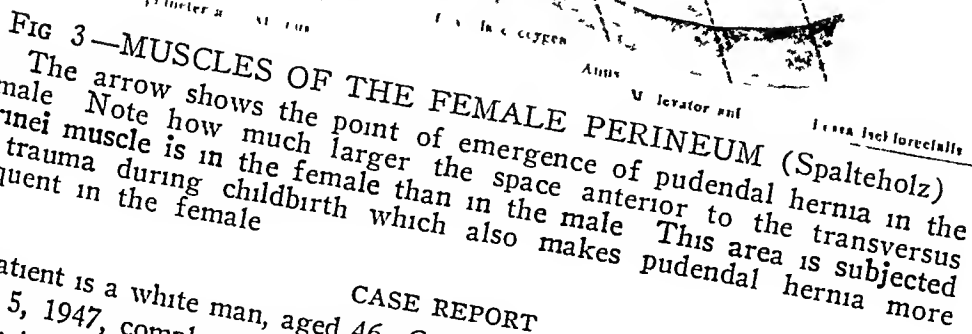 Anus
M levator ani
FIG 3—MUSCLES OF THE FEMALE PERINEUM (Spalteholz)
The arrow shows the point of emergence of pudendal hernia in the
male Note how much larger the space anterior to the transversus
inei muscle is in the female than in the male This area is subjected
trauma during childbirth which also makes pudendal hernia more
quent in the female
CASE REPORT
atient is a white man, aged 46
5, 1947,